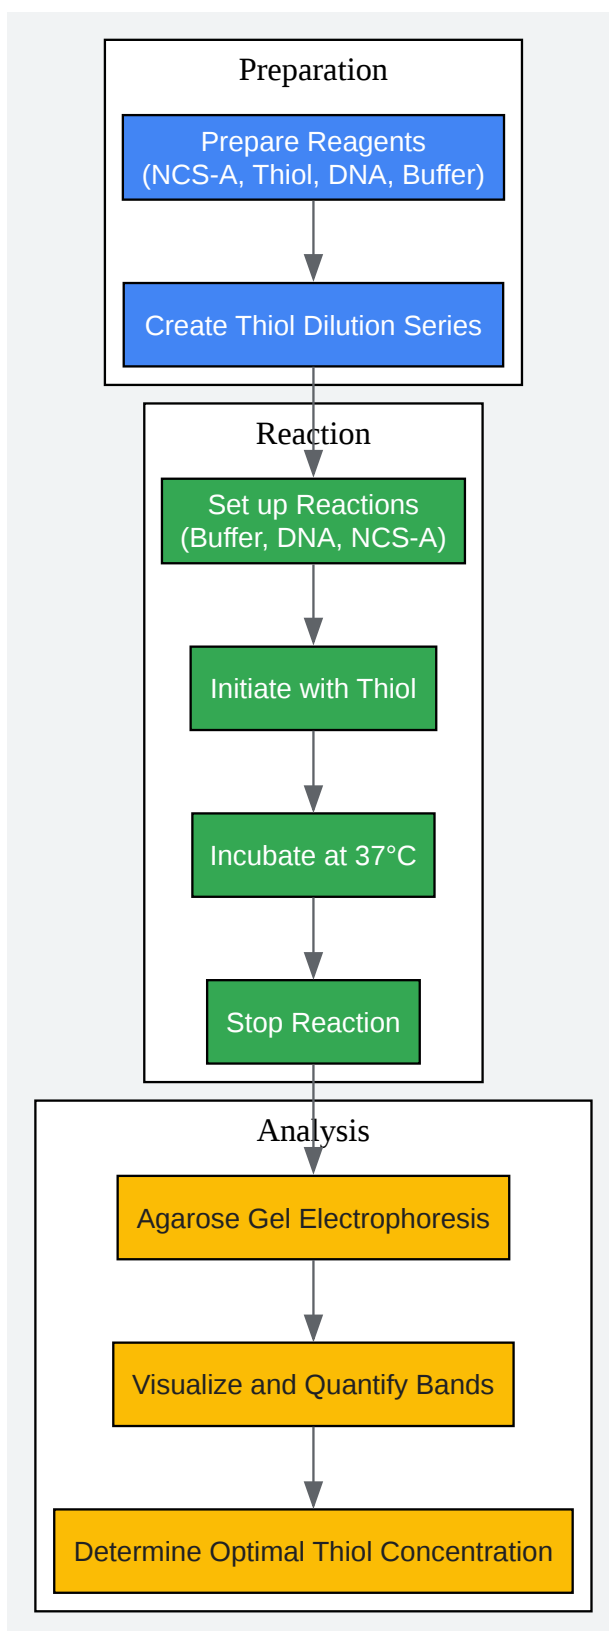 Preparation
Prepare Reagents
(NCS-A, Thiol, DNA, Buffer)
Create Thiol Dilution Series
Reaction
Set up Reactions
(Buffer, DNA, NCS-A)
Initiate with Thiol
Incubate at 37°C
Stop Reaction
Analysis
Agarose Gel Electrophoresis
Visualize and Quantify Bands
Determine Optimal Thiol Concentration